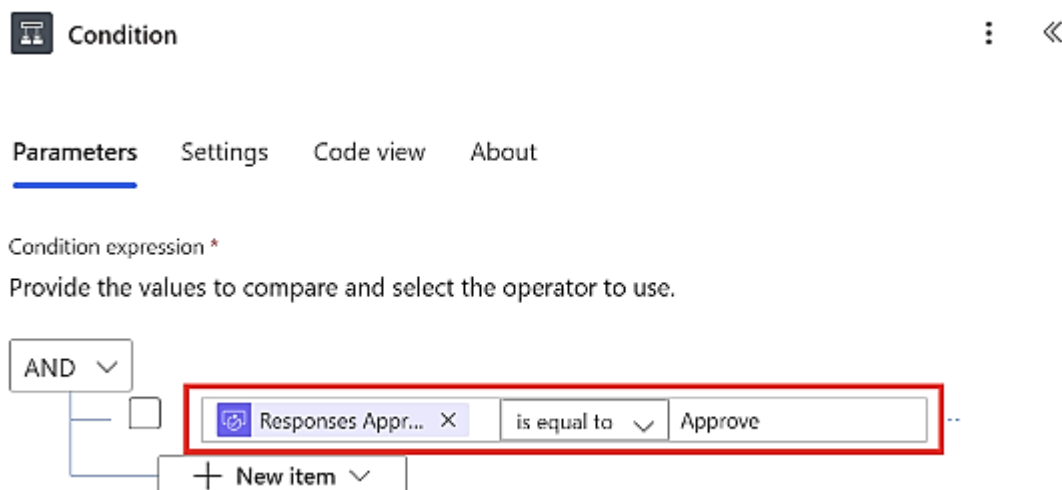 Condition
Parameters Settings Code view About
Condition expression *
Provide the values to compare and select the operator to use.
AND
Responses Appr... is equal to Approve
New item